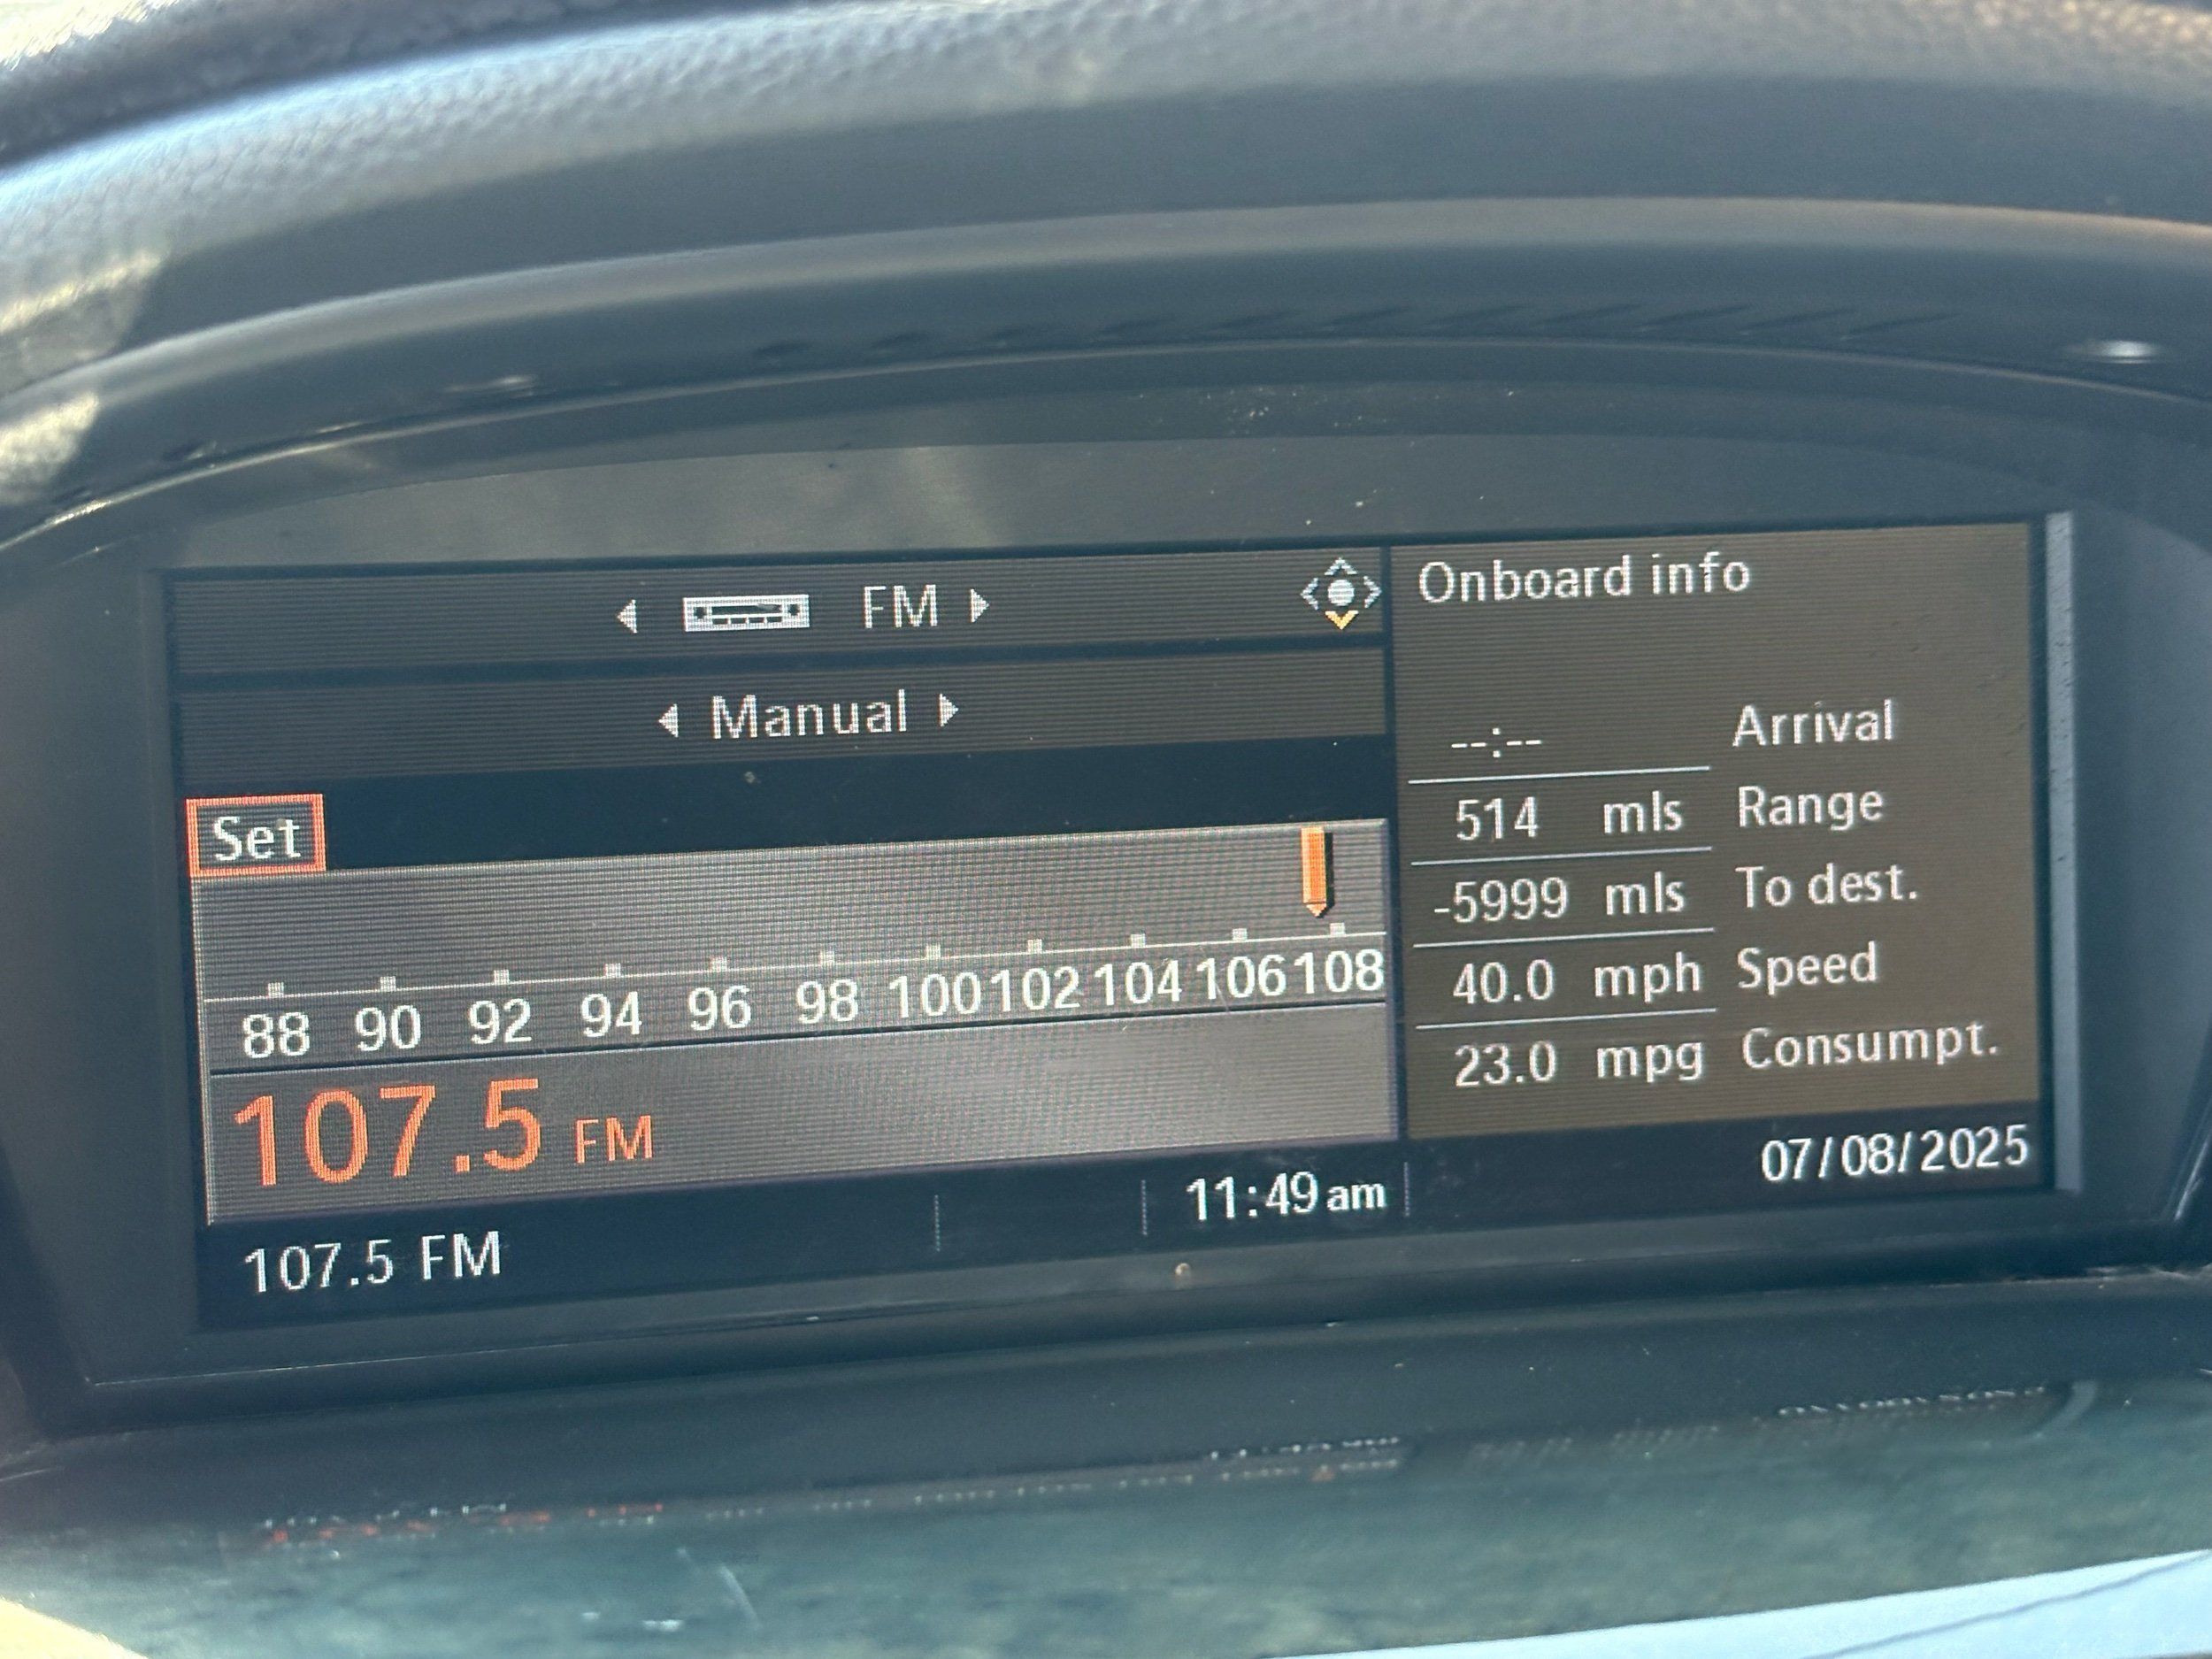 FM
Manual
Set
88 90 92 94 96 98 100 102 104 106 108
107.5 FM
107.5 FM
11:49 am
Onboard info
--:-- Arrival
514 mls Range
-5999 mls To dest.
40.0 mph Speed
23.0 mpg Consumpt.
07/08/2025